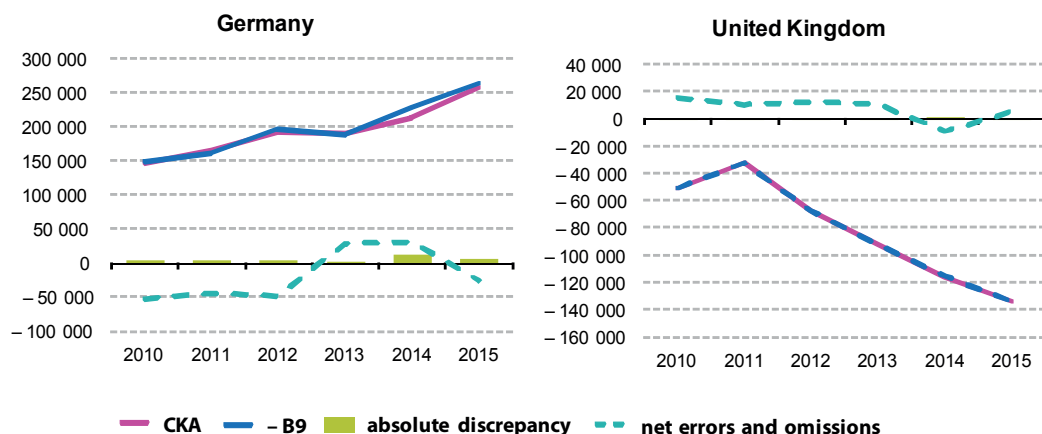 Germany
300 000
250 000
200 000
150 000
100 000
50 000
0
– 50 000
– 100 000
2010 2011 2012 2013 2014 2015
United Kingdom
40 000
20 000
0
– 20 000
– 40 000
– 60 000
– 80 000
– 100 000
– 120 000
– 140 000
– 160 000
2010 2011 2012 2013 2014 2015
CKA – B9 absolute discrepancy net errors and omissions